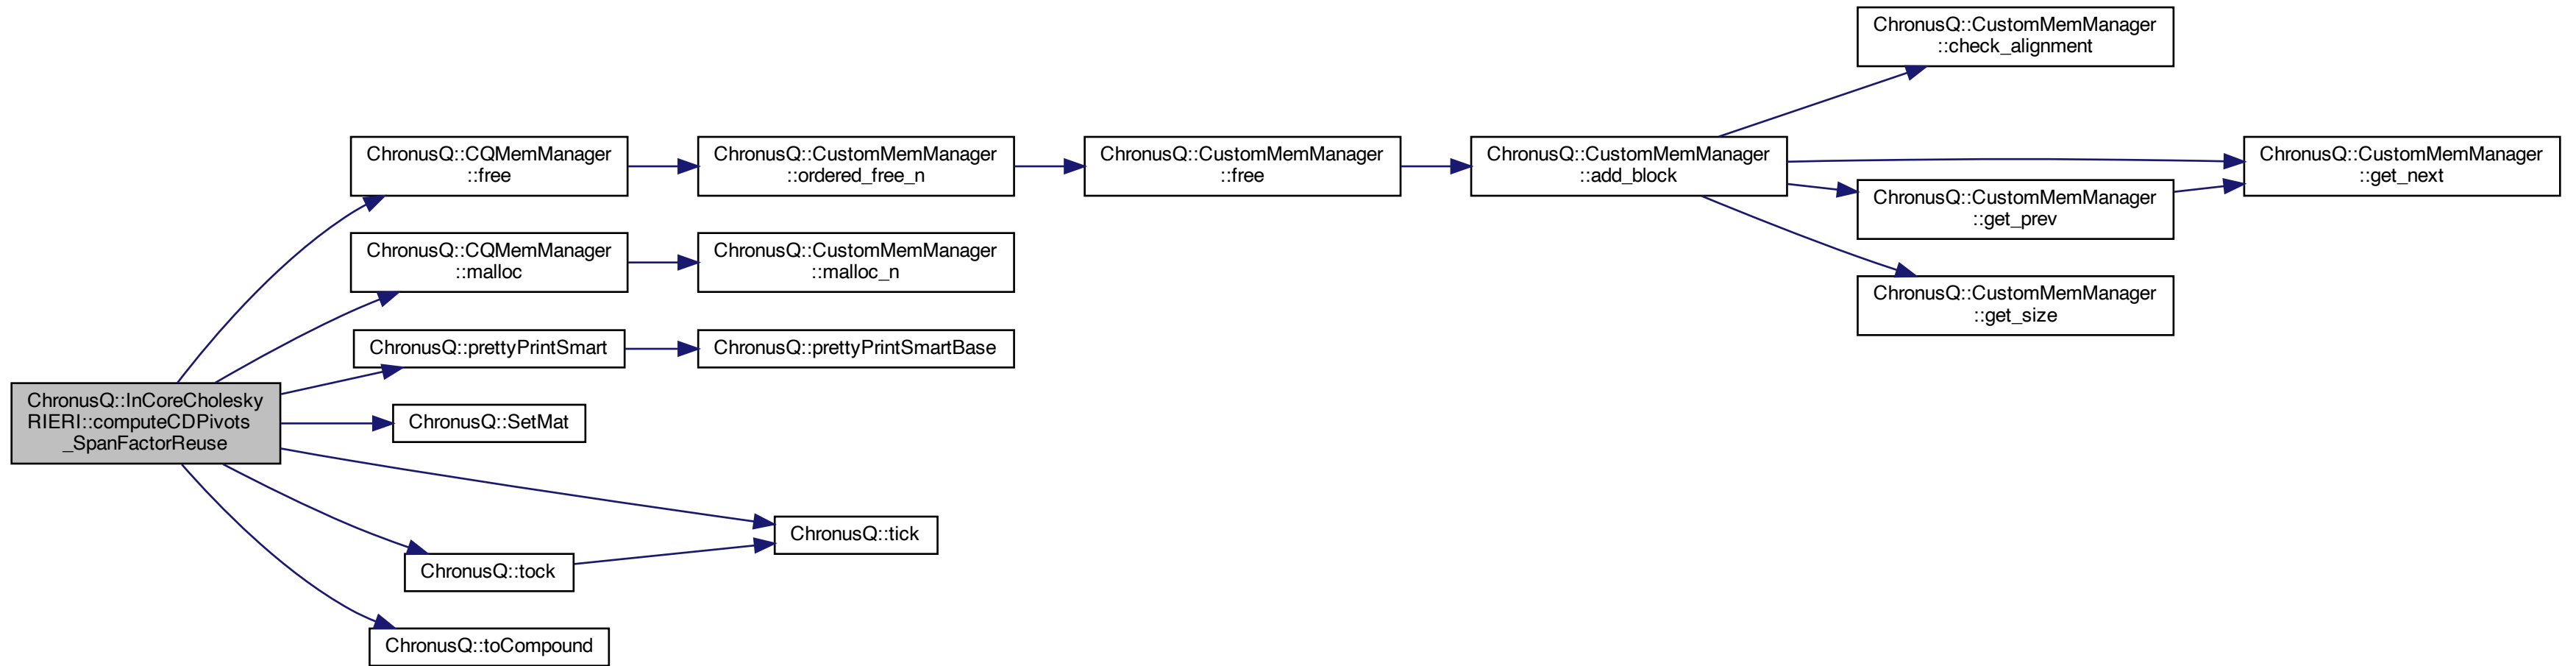 ChronusQ::InCoreCholesky
RIERI::computeCDPivots
_SpanFactorReuse
ChronusQ::CQMemManager
::free
ChronusQ::CQMemManager
::malloc
ChronusQ::prettyPrintSmart
ChronusQ::SetMat
ChronusQ::tock
ChronusQ::toCompound
ChronusQ::CustomMemManager
::ordered_free_n
ChronusQ::CustomMemManager
::malloc_n
ChronusQ::prettyPrintSmartBase
ChronusQ::tick
ChronusQ::CustomMemManager
::free
ChronusQ::CustomMemManager
::add_block
ChronusQ::CustomMemManager
::check_alignment
ChronusQ::CustomMemManager
::get_prev
ChronusQ::CustomMemManager
::get_size
ChronusQ::CustomMemManager
::get_next